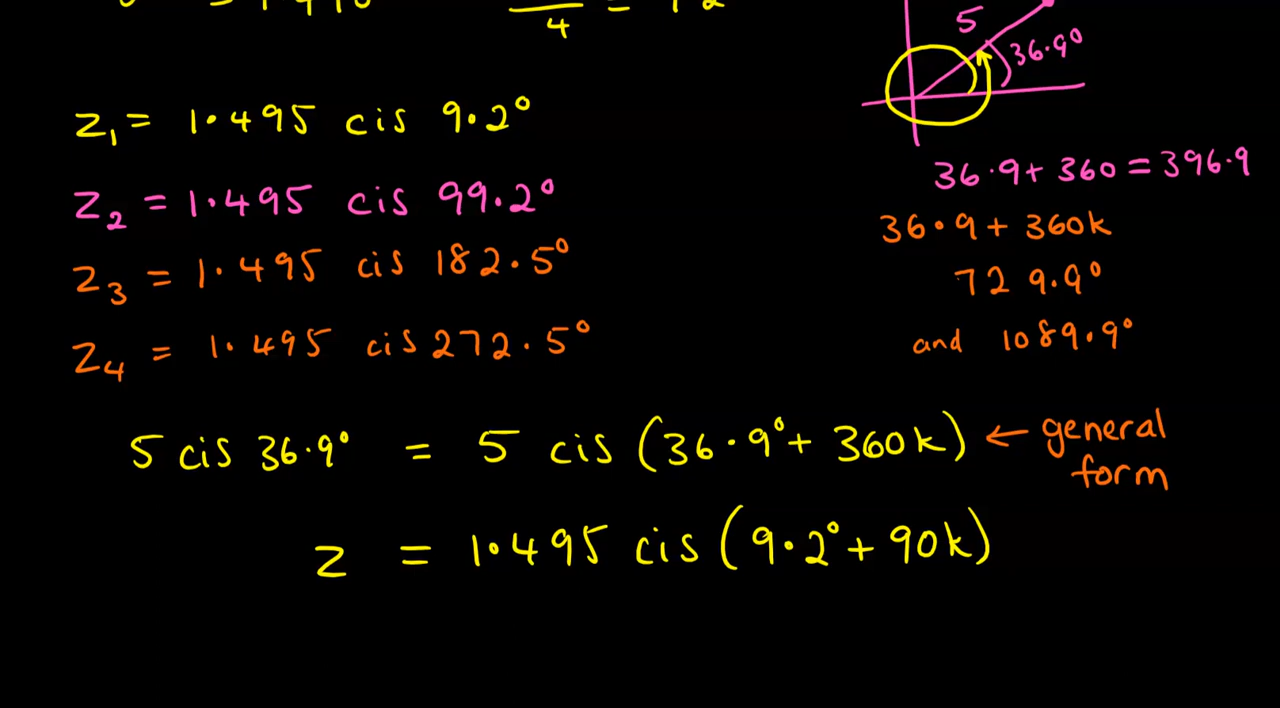 4
5
36.9°
z₁ = 1.495 cis 9.2°
36.9 + 360 = 396.9
z₂ = 1.495 cis 99.2°
36.9 + 360k
z₃ = 1.495 cis 182.5°
729.9°
z₄ = 1.495 cis 272.5°
and 1089.9°
5 cis 36.9° = 5 cis (36.9° + 360k) ← general form
z = 1.495 cis (9.2° + 90k)